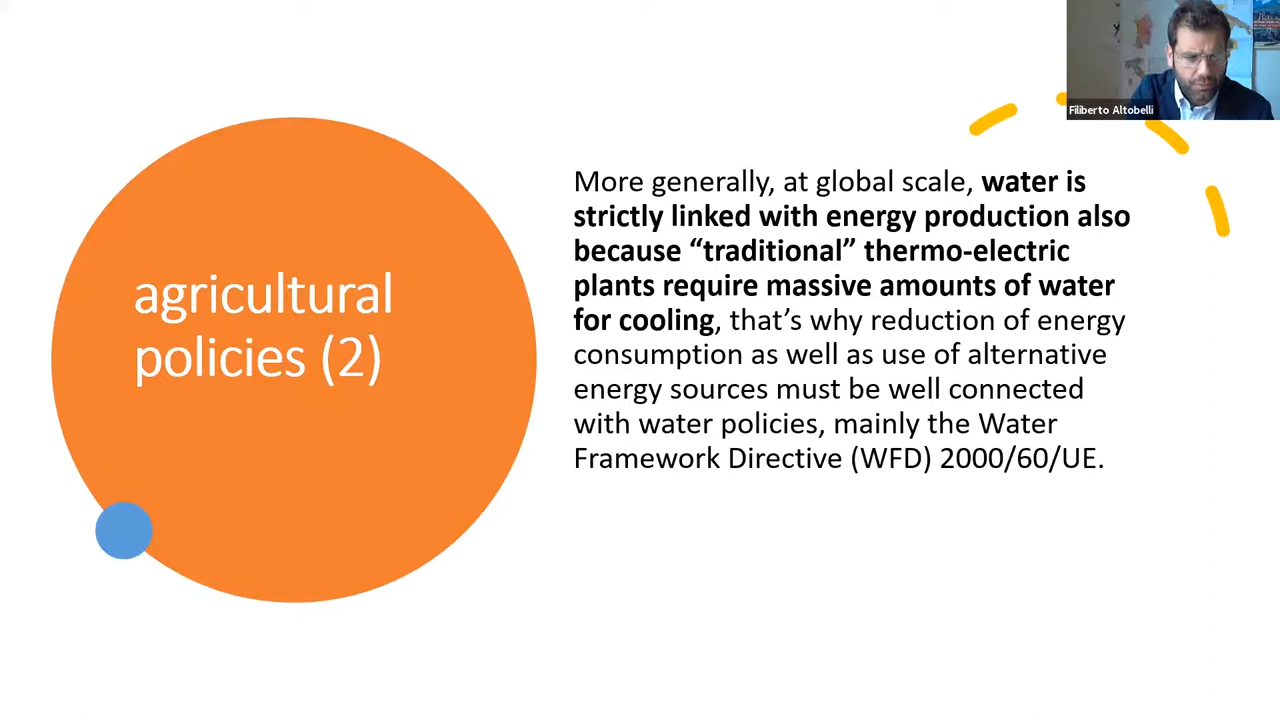 Filiberto Altobelli
agricultural
policies (2)
More generally, at global scale, water is
strictly linked with energy production also
because “traditional” thermo-electric
plants require massive amounts of water
for cooling, that’s why reduction of energy
consumption as well as use of alternative
energy sources must be well connected
with water policies, mainly the Water
Framework Directive (WFD) 2000/60/UE.